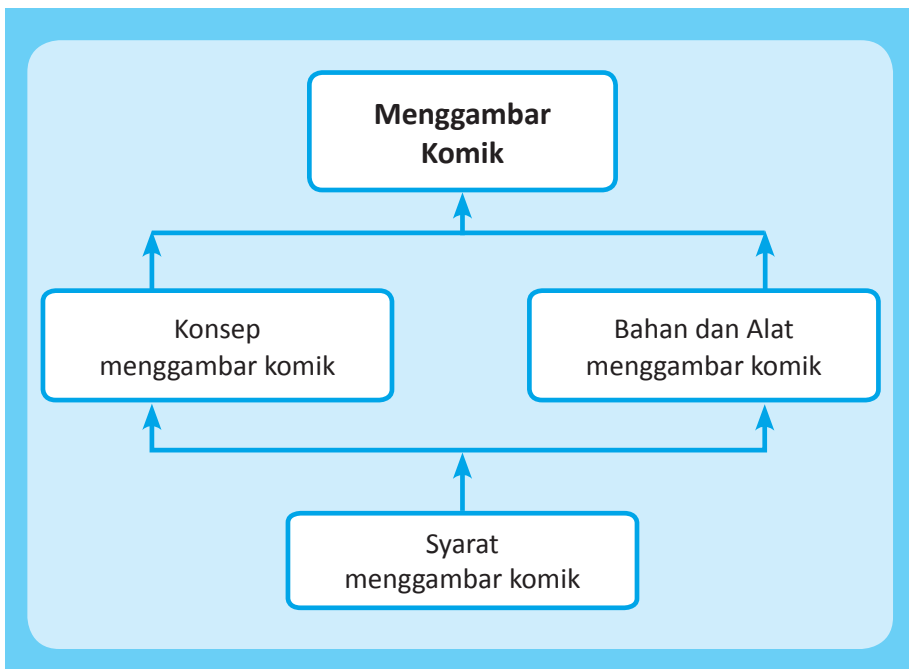 Menggambar
Komik
Konsep
menggambar komik
Bahan dan Alat
menggambar komik
Syarat
menggambar komik